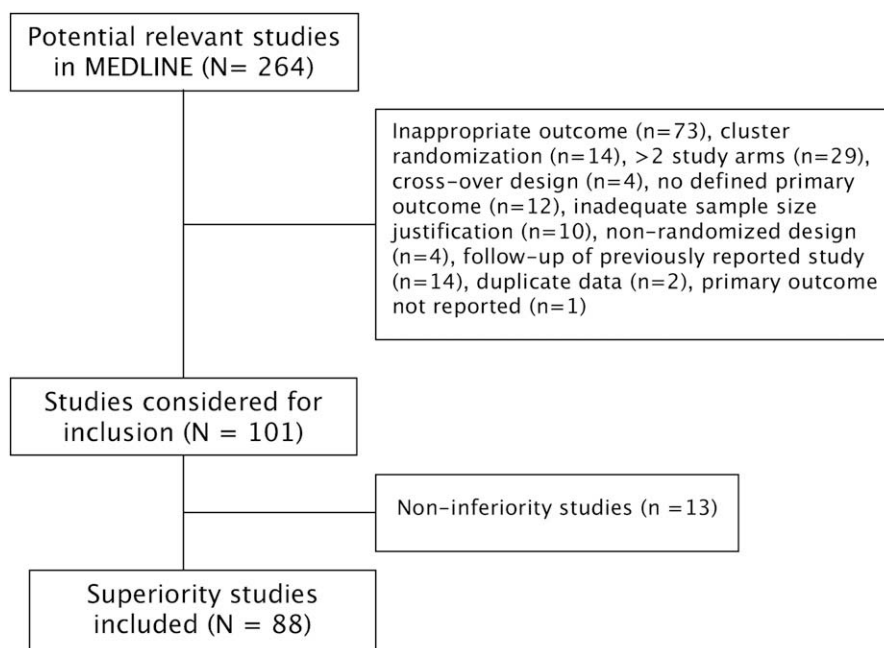 Potential relevant studies
in MEDLINE (N= 264)
Inappropriate outcome (n=73), cluster
randomization (n=14), >2 study arms (n=29),
cross-over design (n=4), no defined primary
outcome (n=12), inadequate sample size
justification (n=10), non-randomized design
(n=4), follow-up of previously reported study
(n=14), duplicate data (n=2), primary outcome
not reported (n=1)
Studies considered for
inclusion (N = 101)
Non-inferiority studies (n =13)
Superiority studies
included (N = 88)